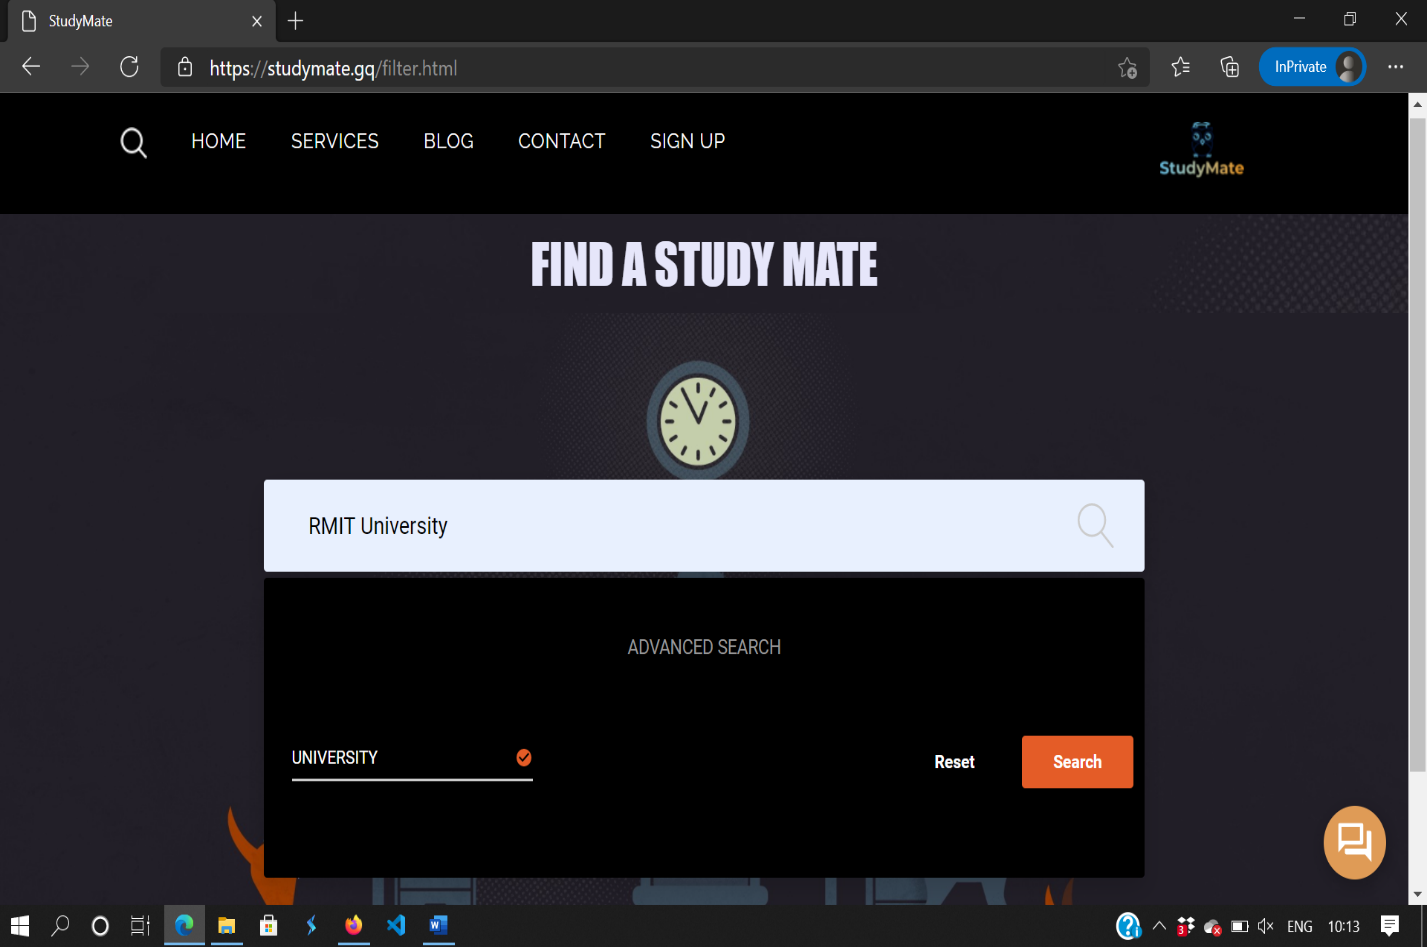 StudyMate
https://studymate.gq/filter.html
InPrivate
HOME SERVICES BLOG CONTACT SIGN UP
StudyMate
FIND A STUDY MATE
RMIT University
ADVANCED SEARCH
UNIVERSITY
Reset
Search
3
ENG
10:13